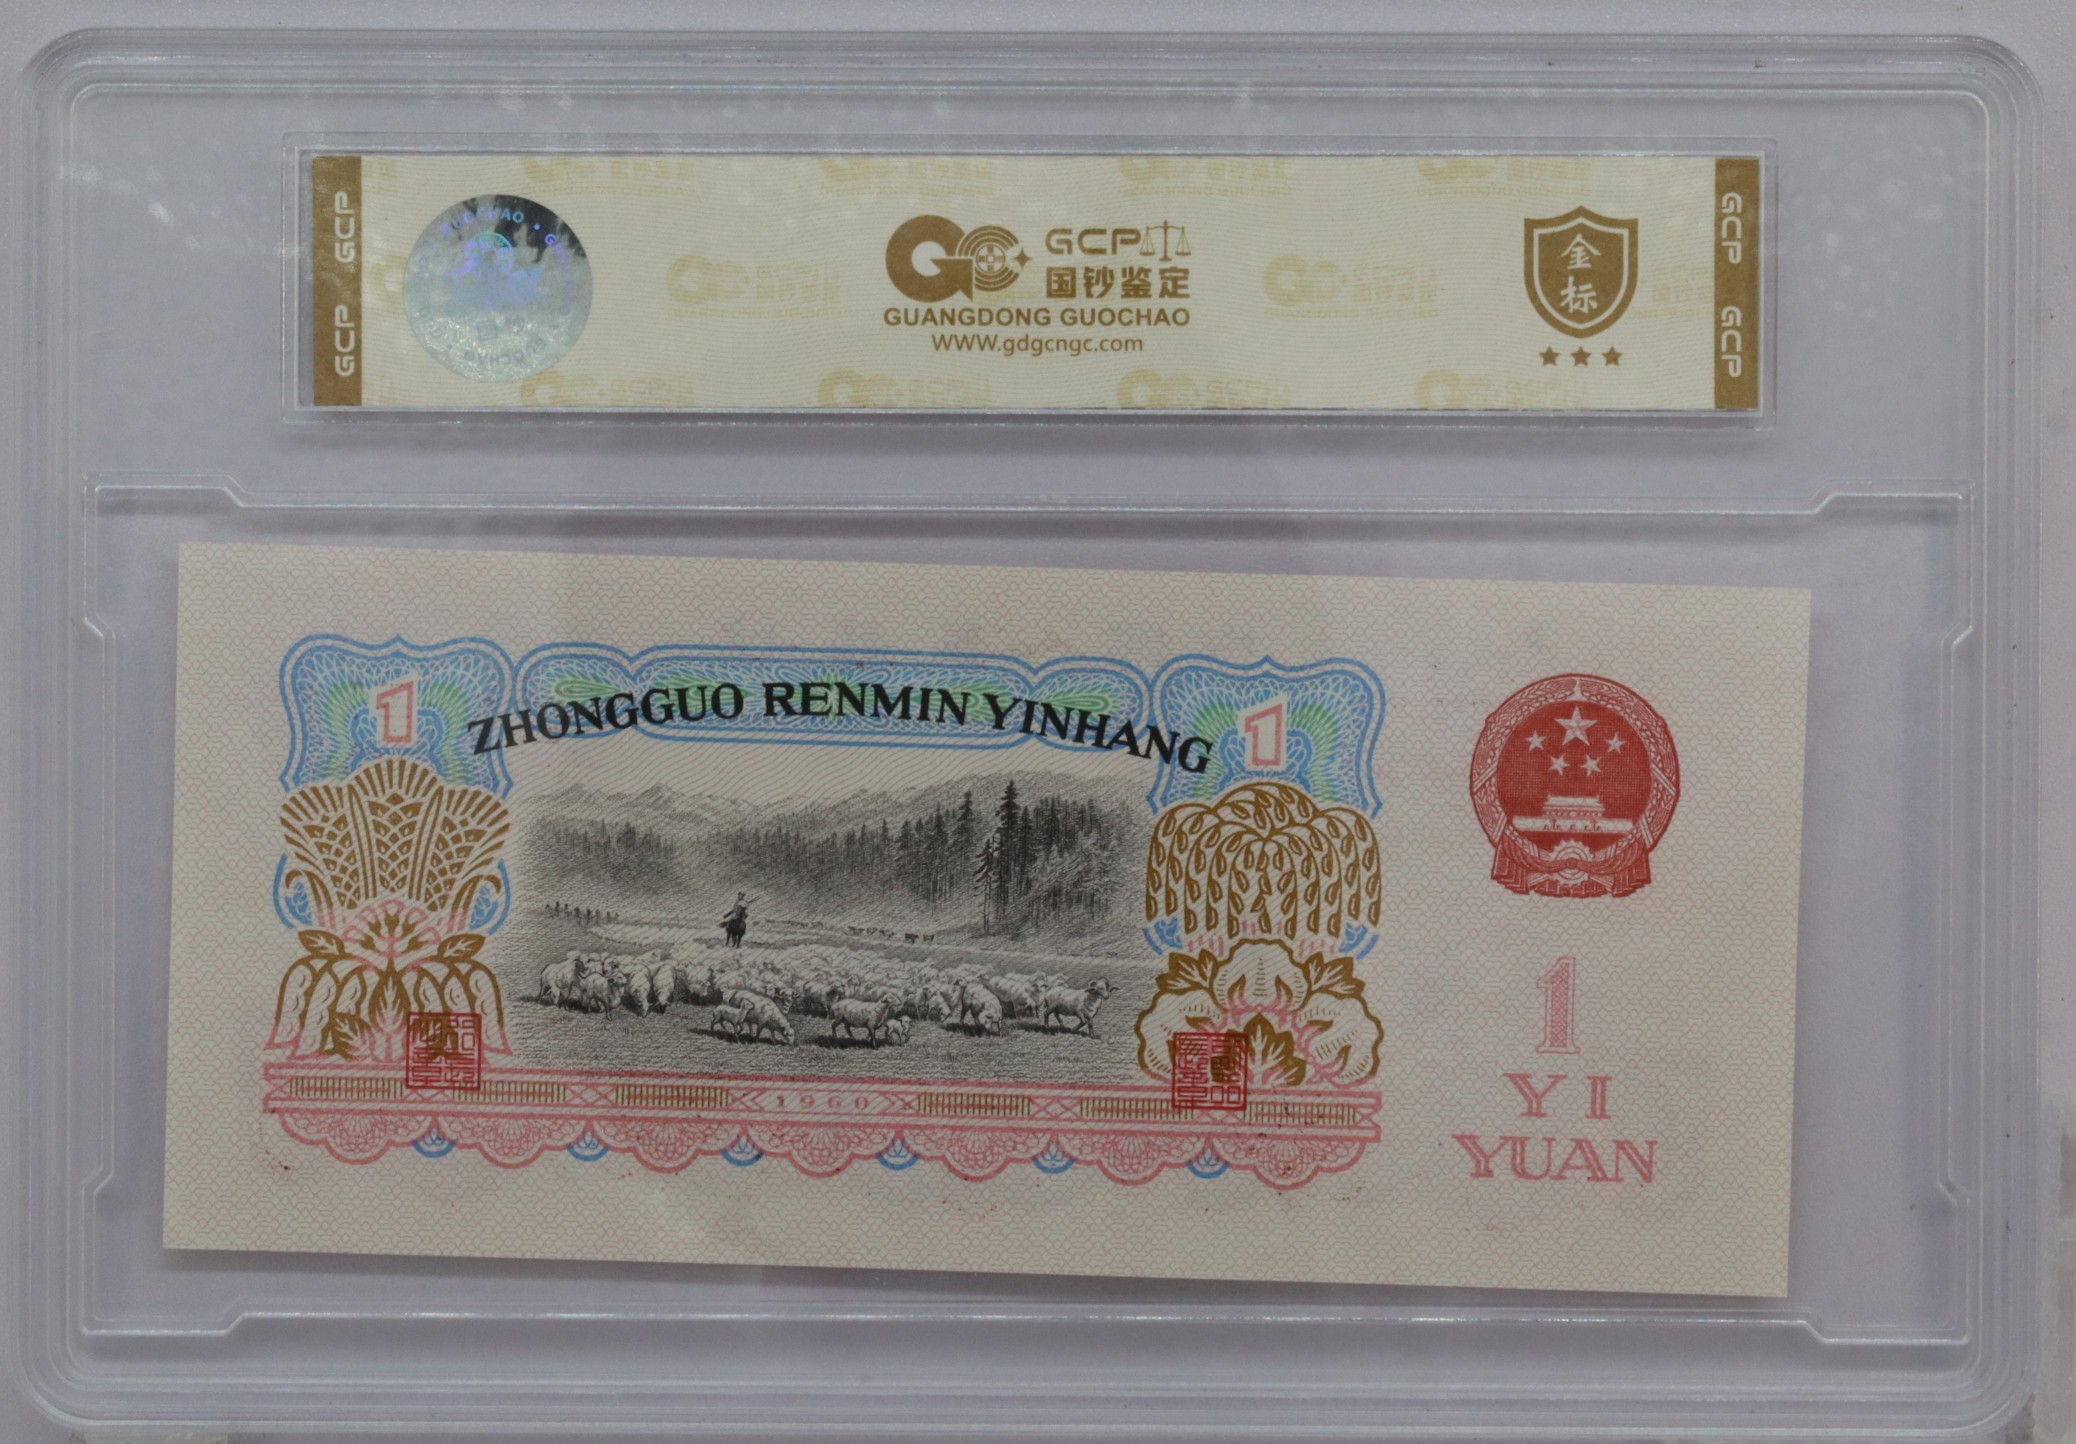 GCP GCP
GUOCHAO
GCP
国钞鉴定
GUANGDONG GUOCHAO
www.gdgcngc.com
金标
GCP GCP
ZHONGGUO RENMIN YINHANG
1
1
1960
1
YI
YUAN